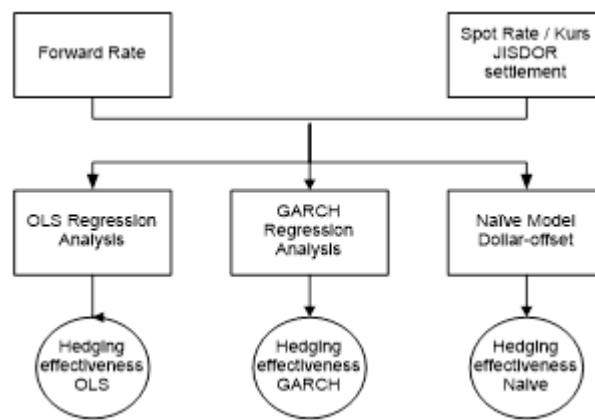 Forward Rate
Spot Rate / Kurs
JISDOR
settlement
OLS Regression
Analysis
GARCH
Regression
Analysis
Naïve Model
Dollar-offset
Hedging
effectiveness
OLS
Hedging
effectiveness
GARCH
Hedging
effectiveness
Naive